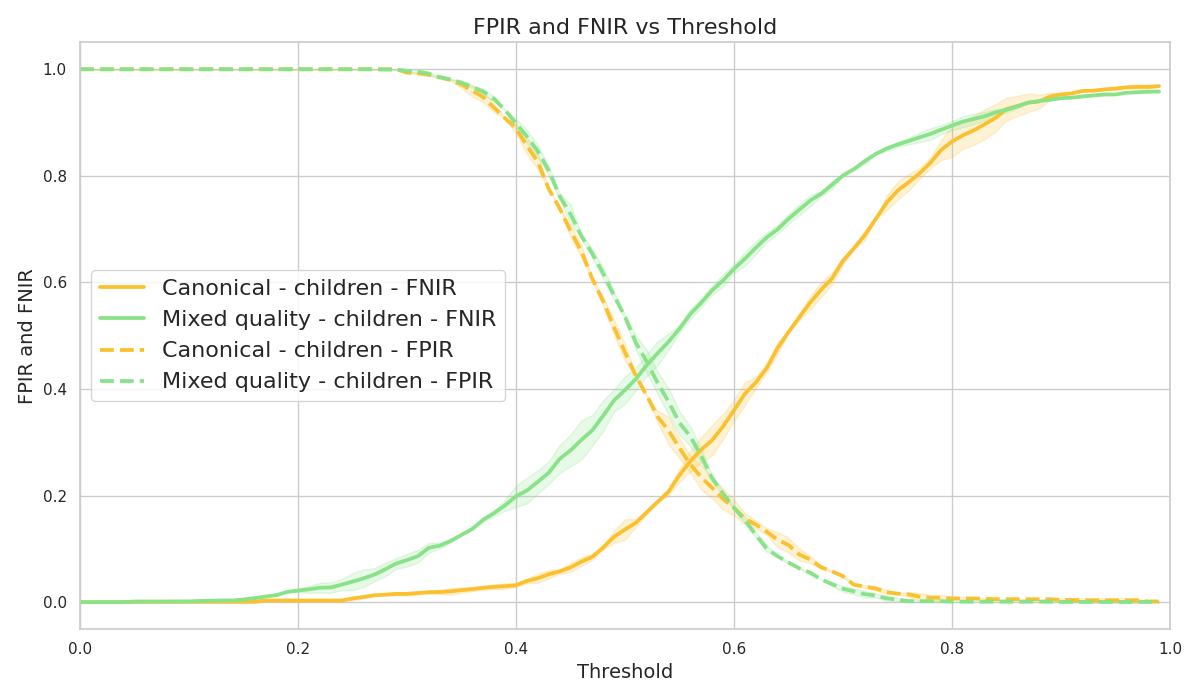 FPIR and FNIR vs Threshold
FPIR and FNIR
1.0
0.8
0.6
0.4
0.2
0.0
Canonical - children - FNIR
Mixed quality - children - FNIR
Canonical - children - FPIR
Mixed quality - children - FPIR
0.0 0.2 0.4 0.6 0.8 1.0
Threshold